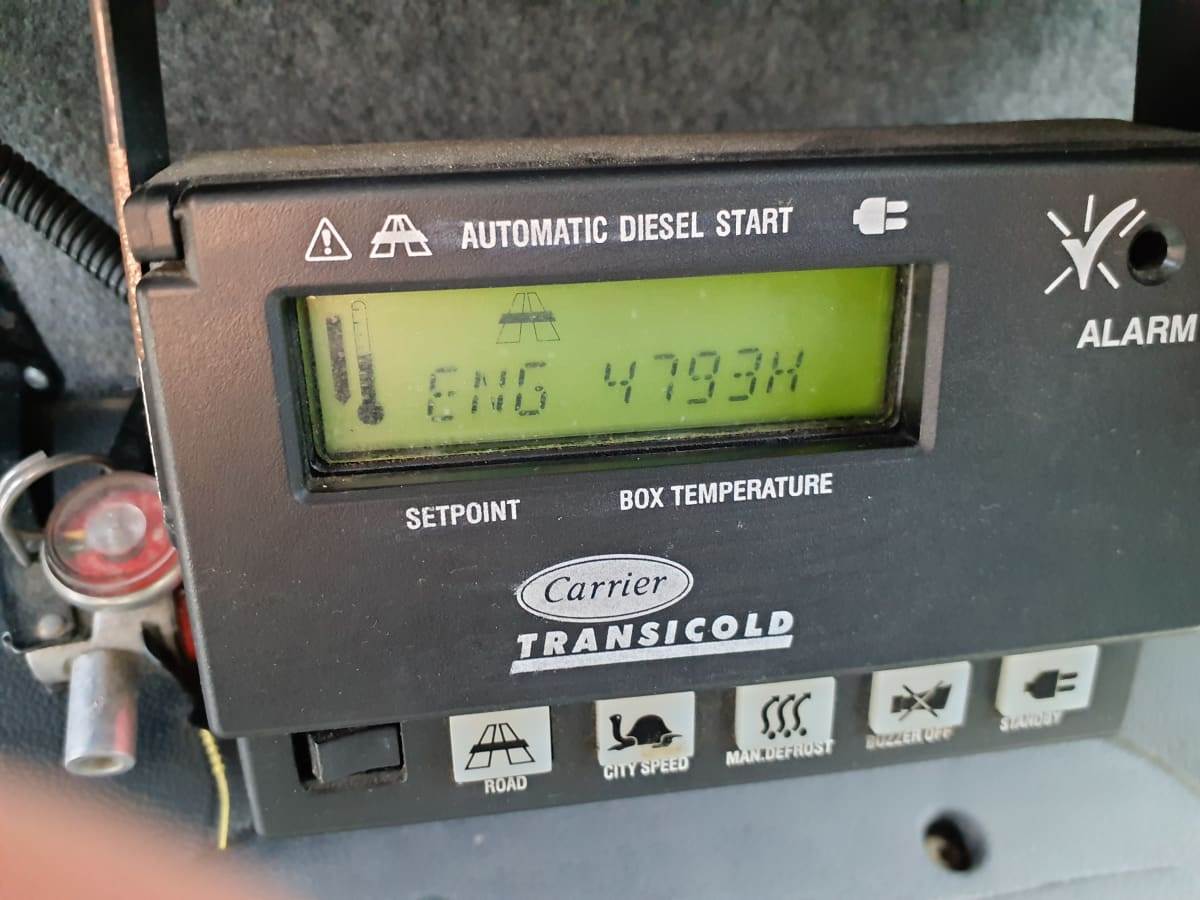 AUTOMATIC DIESEL START
ALARM
ENG 4793H
SETPOINT
BOX TEMPERATURE
Carrier
TRANSICOLD
ROAD
CITY SPEED
MAN.DEFROST
BUZZER OFF
STANDBY